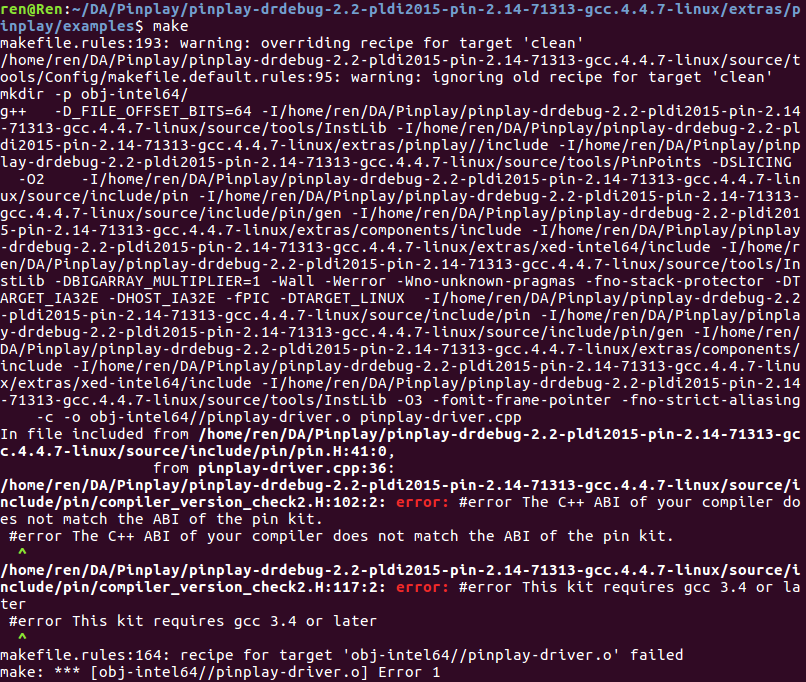 ren@Ren:~/DA/Pinplay/pinplay-drdebug-2.2-pldi2015-pin-2.14-71313-gcc.4.4.7-linux/extras/p
inplay/examples$ make
makefile.rules:193: warning: overriding recipe for target 'clean'
/home/ren/DA/Pinplay/pinplay-drdebug-2.2-pldi2015-pin-2.14-71313-gcc.4.4.7-linux/source/t
ools/Config/makefile.default.rules:95: warning: ignoring old recipe for target 'clean'
mkdir -p obj-intel64/
g++   -D_FILE_OFFSET_BITS=64 -I/home/ren/DA/Pinplay/pinplay-drdebug-2.2-pldi2015-pin-2.14
-71313-gcc.4.4.7-linux/source/tools/InstLib -I/home/ren/DA/Pinplay/pinplay-drdebug-2.2-pl
di2015-pin-2.14-71313-gcc.4.4.7-linux/extras/pinplay//include -I/home/ren/DA/Pinplay/pinp
lay-drdebug-2.2-pldi2015-pin-2.14-71313-gcc.4.4.7-linux/source/tools/PinPoints -DSLICING
  -O2    -I/home/ren/DA/Pinplay/pinplay-drdebug-2.2-pldi2015-pin-2.14-71313-gcc.4.4.7-lin
ux/source/include/pin -I/home/ren/DA/Pinplay/pinplay-drdebug-2.2-pldi2015-pin-2.14-71313-
gcc.4.4.7-linux/source/include/pin/gen -I/home/ren/DA/Pinplay/pinplay-drdebug-2.2-pldi201
5-pin-2.14-71313-gcc.4.4.7-linux/extras/components/include -I/home/ren/DA/Pinplay/pinplay
-drdebug-2.2-pldi2015-pin-2.14-71313-gcc.4.4.7-linux/extras/xed-intel64/include -I/home/r
en/DA/Pinplay/pinplay-drdebug-2.2-pldi2015-pin-2.14-71313-gcc.4.4.7-linux/source/tools/In
stLib -DBIGARRAY_MULTIPLIER=1 -Wall -Werror -Wno-unknown-pragmas -fno-stack-protector -DT
ARGET_IA32E -DHOST_IA32E -fPIC -DTARGET_LINUX  -I/home/ren/DA/Pinplay/pinplay-drdebug-2.2
-pldi2015-pin-2.14-71313-gcc.4.4.7-linux/source/include/pin -I/home/ren/DA/Pinplay/pinpla
y-drdebug-2.2-pldi2015-pin-2.14-71313-gcc.4.4.7-linux/source/include/pin/gen -I/home/ren/
DA/Pinplay/pinplay-drdebug-2.2-pldi2015-pin-2.14-71313-gcc.4.4.7-linux/extras/components/
include -I/home/ren/DA/Pinplay/pinplay-drdebug-2.2-pldi2015-pin-2.14-71313-gcc.4.4.7-linu
x/extras/xed-intel64/include -I/home/ren/DA/Pinplay/pinplay-drdebug-2.2-pldi2015-pin-2.14
-71313-gcc.4.4.7-linux/source/tools/InstLib -O3 -fomit-frame-pointer -fno-strict-aliasing
    -c -o obj-intel64//pinplay-driver.o pinplay-driver.cpp
In file included from /home/ren/DA/Pinplay/pinplay-drdebug-2.2-pldi2015-pin-2.14-71313-gc
c.4.4.7-linux/source/include/pin/pin.H:41:0,
                 from pinplay-driver.cpp:36:
/home/ren/DA/Pinplay/pinplay-drdebug-2.2-pldi2015-pin-2.14-71313-gcc.4.4.7-linux/source/i
nclude/pin/compiler_version_check2.H:102:2: error: #error The C++ ABI of your compiler do
es not match the ABI of the pin kit.
 #error The C++ ABI of your compiler does not match the ABI of the pin kit.
  ^
/home/ren/DA/Pinplay/pinplay-drdebug-2.2-pldi2015-pin-2.14-71313-gcc.4.4.7-linux/source/i
nclude/pin/compiler_version_check2.H:117:2: error: #error This kit requires gcc 3.4 or la
ter
 #error This kit requires gcc 3.4 or later
  ^
makefile.rules:164: recipe for target 'obj-intel64//pinplay-driver.o' failed
make: *** [obj-intel64//pinplay-driver.o] Error 1